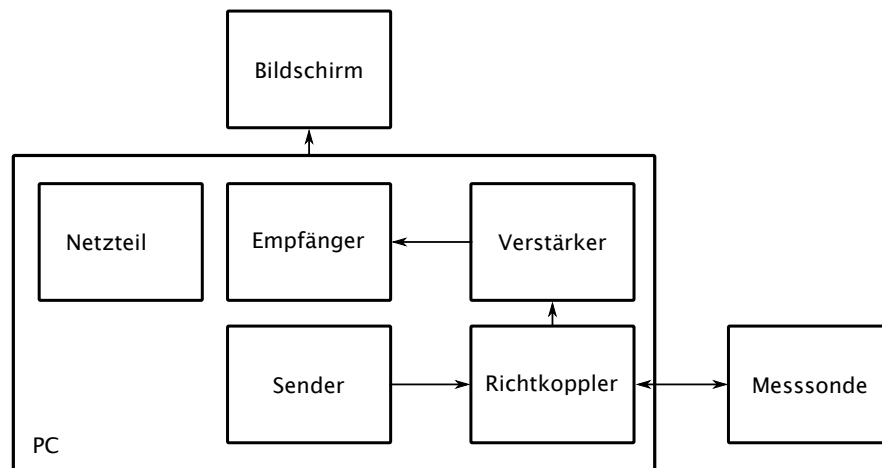 Bildschirm
Netzteil
Empfänger
Verstärker
Sender
Richtkoppler
Messsonde
PC